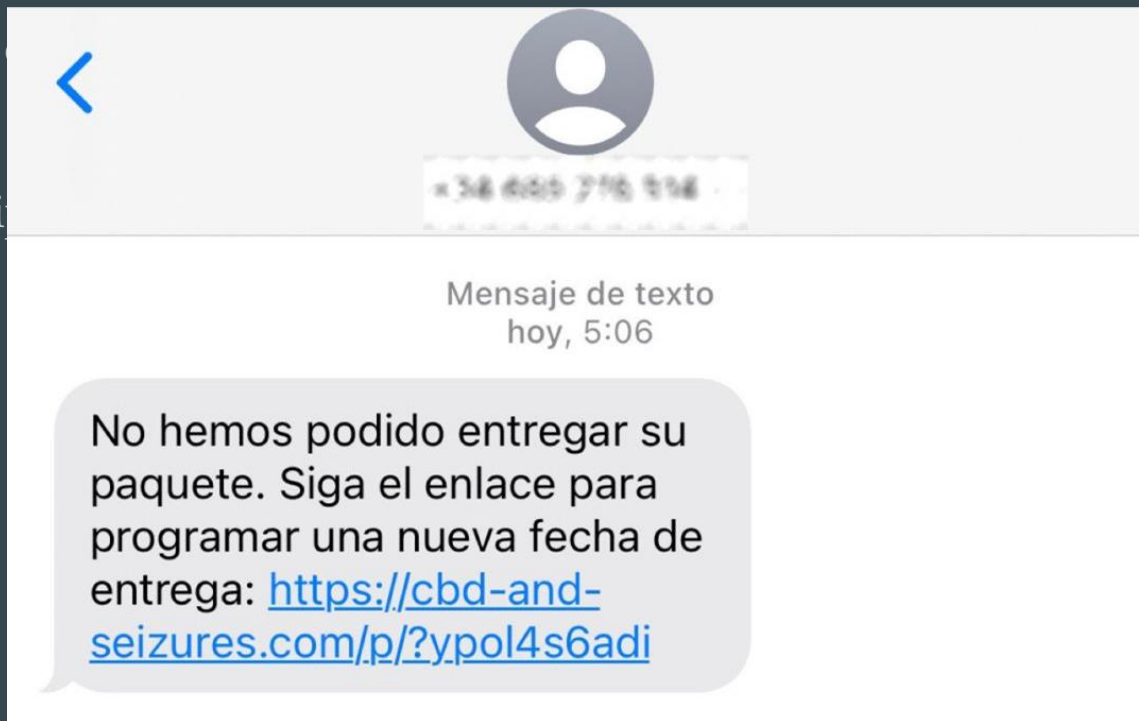 Mensaje de texto
hoy, 5:06
No hemos podido entregar su
paquete. Siga el enlace para
programar una nueva fecha de
entrega: https://cbd-and-
seizures.com/p/?ypol4s6adi